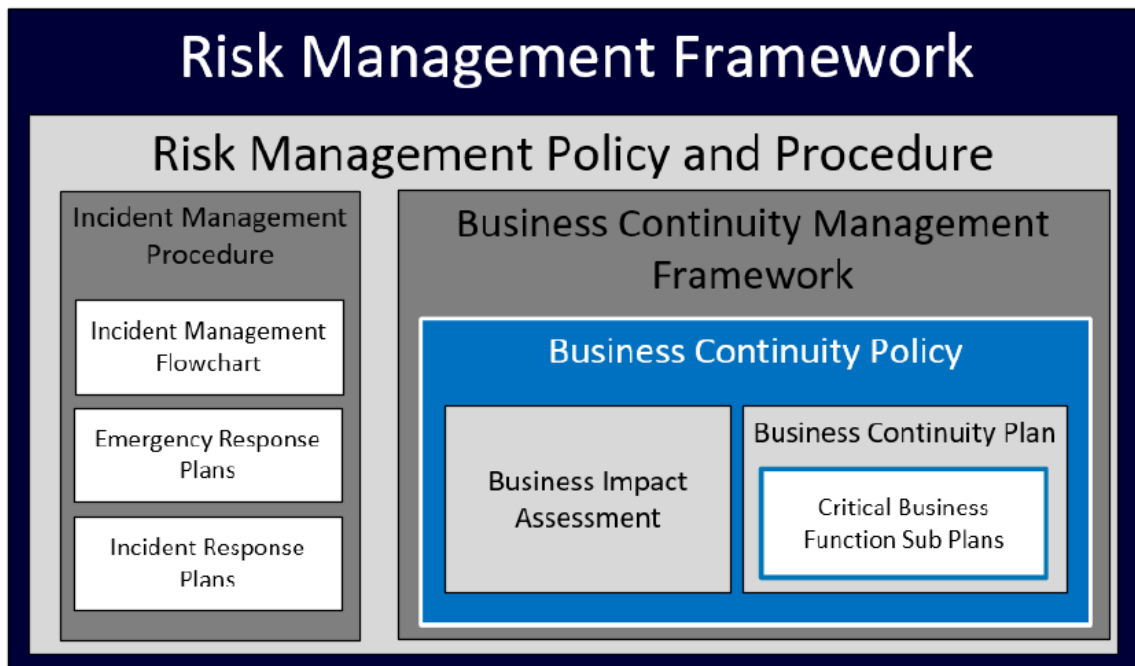 Risk Management Framework
Risk Management Policy and Procedure
Incident Management
Procedure
Incident Management
Flowchart
Emergency Response
Plans
Incident Response
Plans
Business Continuity Management
Framework
Business Continuity Policy
Business Impact
Assessment
Business Continuity Plan
Critical Business
Function Sub Plans